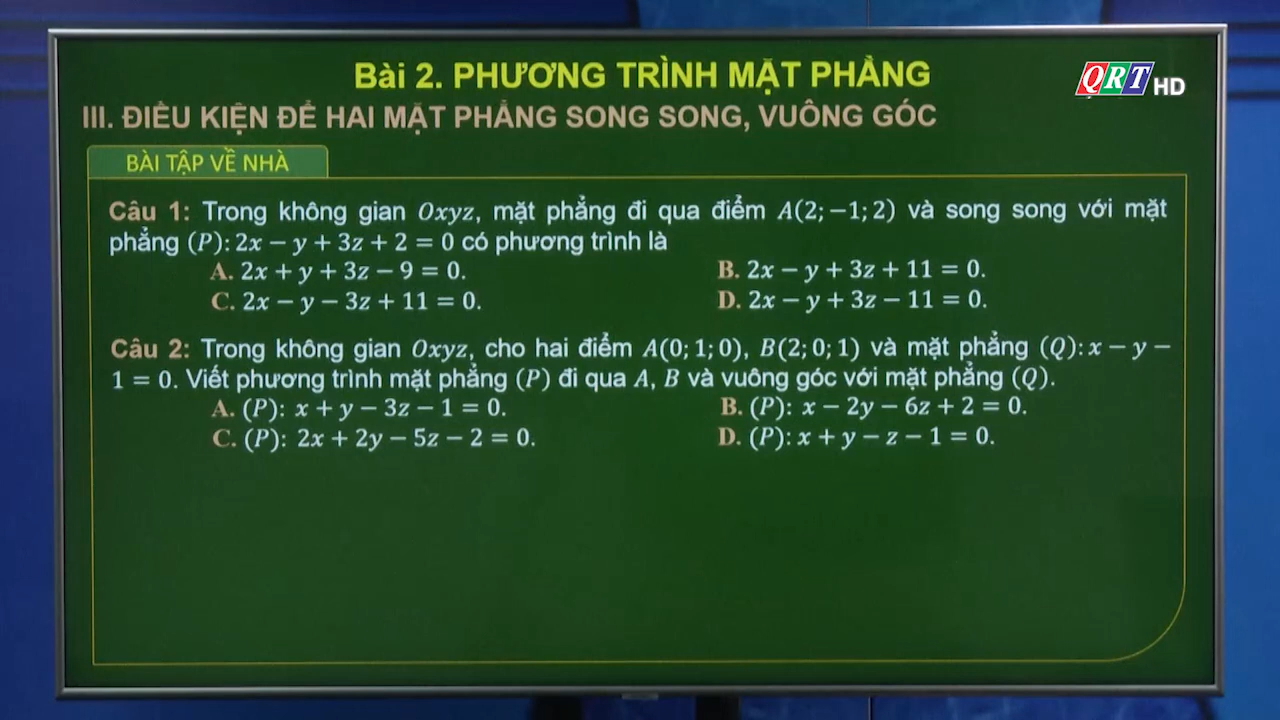 Bài 2. PHƯƠNG TRÌNH MẶT PHẲNG
QRT HD
III. ĐIỀU KIỆN ĐỂ HAI MẶT PHẲNG SONG SONG, VUÔNG GÓC
BÀI TẬP VỀ NHÀ
Câu 1: Trong không gian Oxyz, mặt phẳng đi qua điểm A(2; −1; 2) và song song với mặt
phẳng (P): 2x − y + 3z + 2 = 0 có phương trình là
A. 2x + y + 3z − 9 = 0. B. 2x − y + 3z + 11 = 0.
C. 2x − y − 3z + 11 = 0. D. 2x − y + 3z − 11 = 0.
Câu 2: Trong không gian Oxyz, cho hai điểm A(0; 1; 0), B(2; 0; 1) và mặt phẳng (Q): x − y −
1 = 0. Viết phương trình mặt phẳng (P) đi qua A, B và vuông góc với mặt phẳng (Q).
A. (P): x + y − 3z − 1 = 0. B. (P): x − 2y − 6z + 2 = 0.
C. (P): 2x + 2y − 5z − 2 = 0. D. (P): x + y − z − 1 = 0.